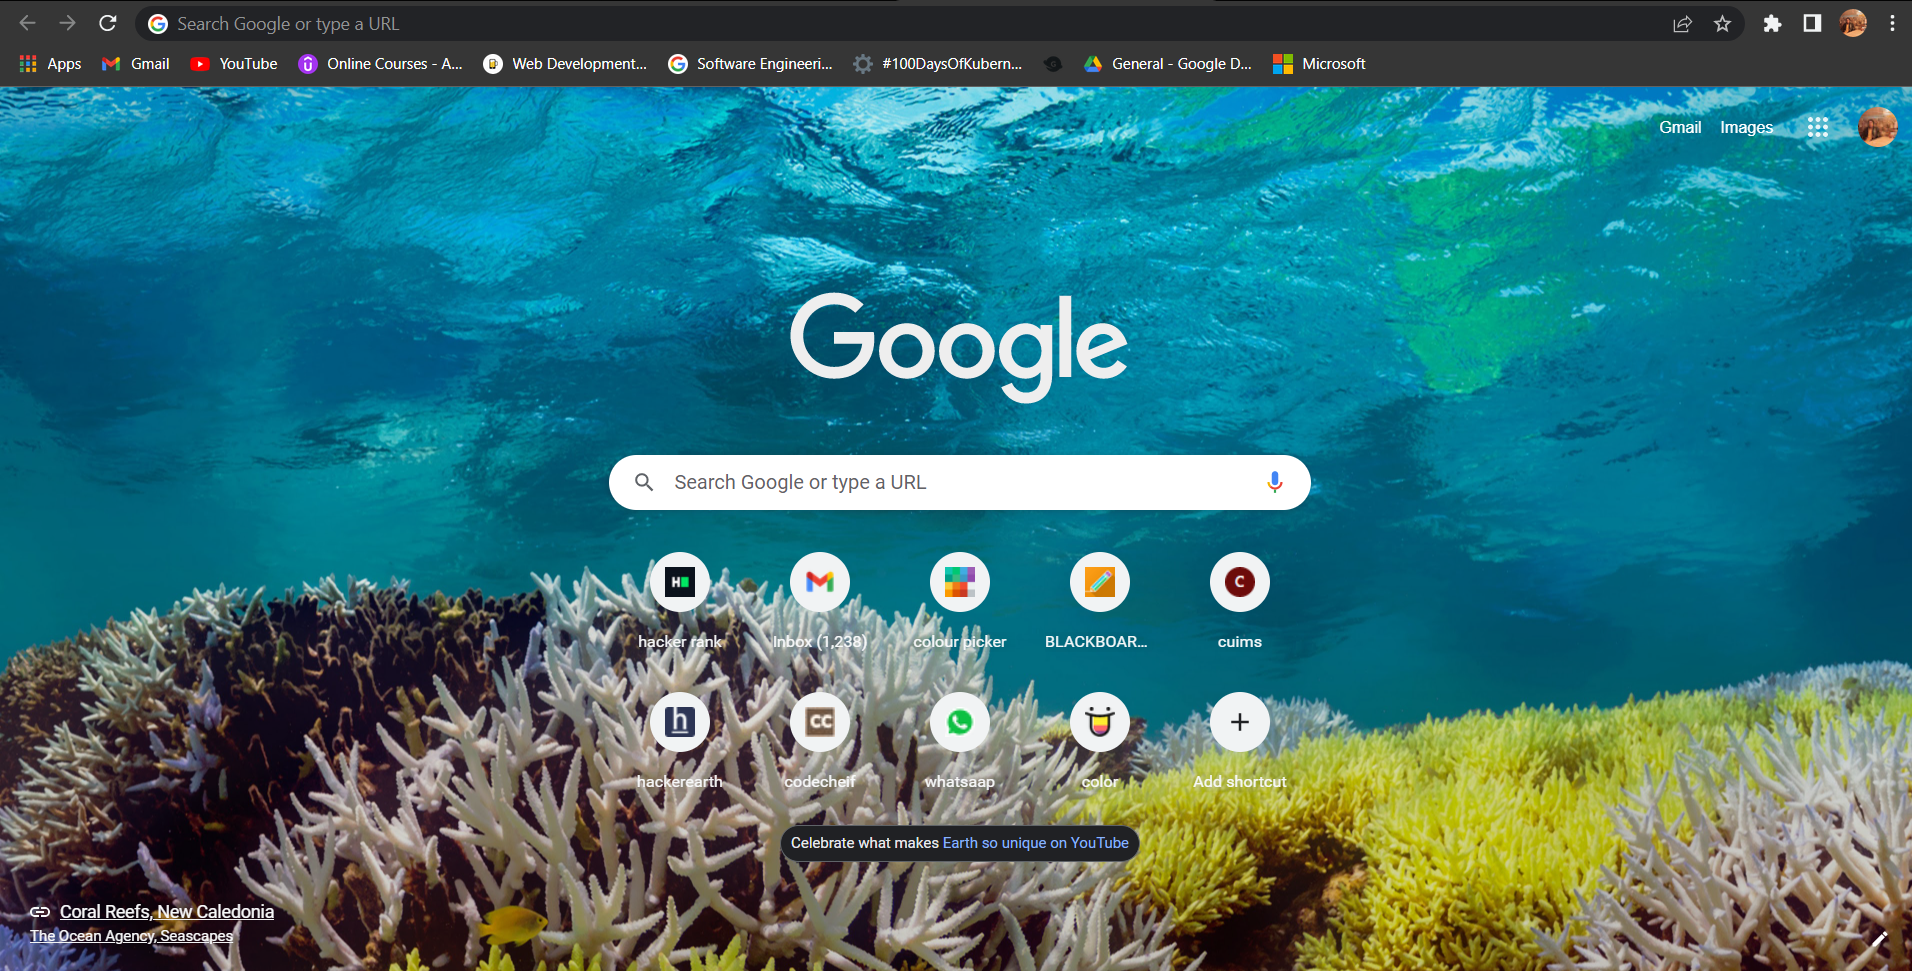 Search Google or type a URL
Apps Gmail YouTube Online Courses - A... Web Development... Software Engineeri... #100DaysOfKubern... General - Google D... Microsoft
Gmail Images
Google
Search Google or type a URL
H
C
hacker rank Inbox (1,238) colour picker BLACKBOAR... cuims
h CC
hackerearth codecheif whatsaap color Add shortcut
Celebrate what makes Earth so unique on YouTube
Coral Reefs, New Caledonia
The Ocean Agency, Seascapes